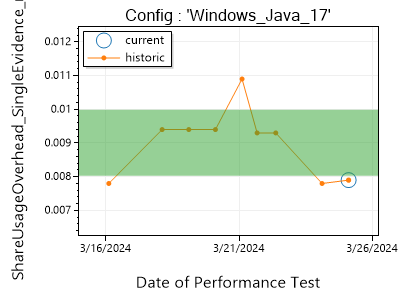 Config : 'Windows_Java_17'
current
historic
0.012
0.011
0.01
0.009
0.008
0.007
3/16/2024
3/21/2024
3/26/2024
Date of Performance Test
ShareUsageOverhead_SingleEvidence_